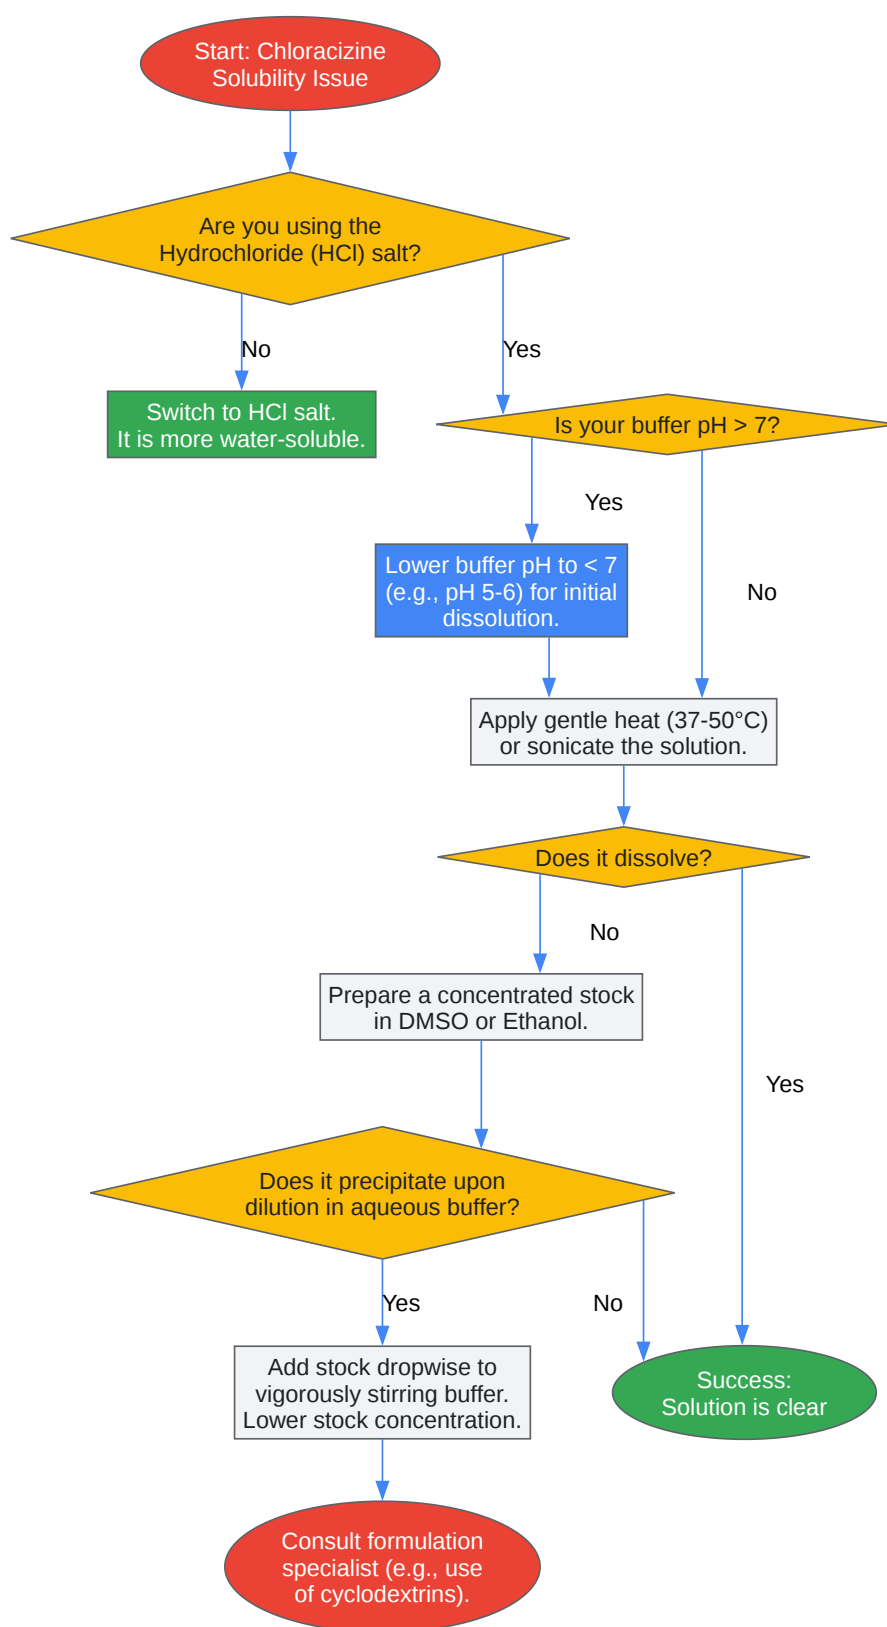 Start: Chloracizine
Solubility Issue
Are you using the
Hydrochloride (HCl) salt?
No
Yes
Switch to HCl salt.
It is more water-soluble.
Is your buffer pH > 7?
Yes
Lower buffer pH to < 7
(e.g., pH 5-6) for initial
dissolution.
No
Apply gentle heat (37-50°C)
or sonicate the solution.
Does it dissolve?
No
Prepare a concentrated stock
in DMSO or Ethanol.
Yes
Does it precipitate upon
dilution in aqueous buffer?
Yes
No
Add stock dropwise to
vigorously stirring buffer.
Lower stock concentration.
Success:
Solution is clear
Consult formulation
specialist (e.g., use
of cyclodextrins).